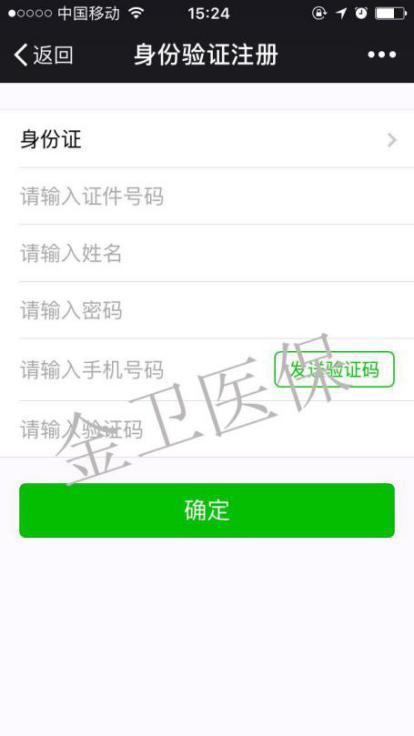 中国移动 15:24
返回 身份验证注册
身份证
请输入证件号码
请输入姓名
请输入密码
请输入手机号码 发送验证码
请输入验证码
金卫医保
确定